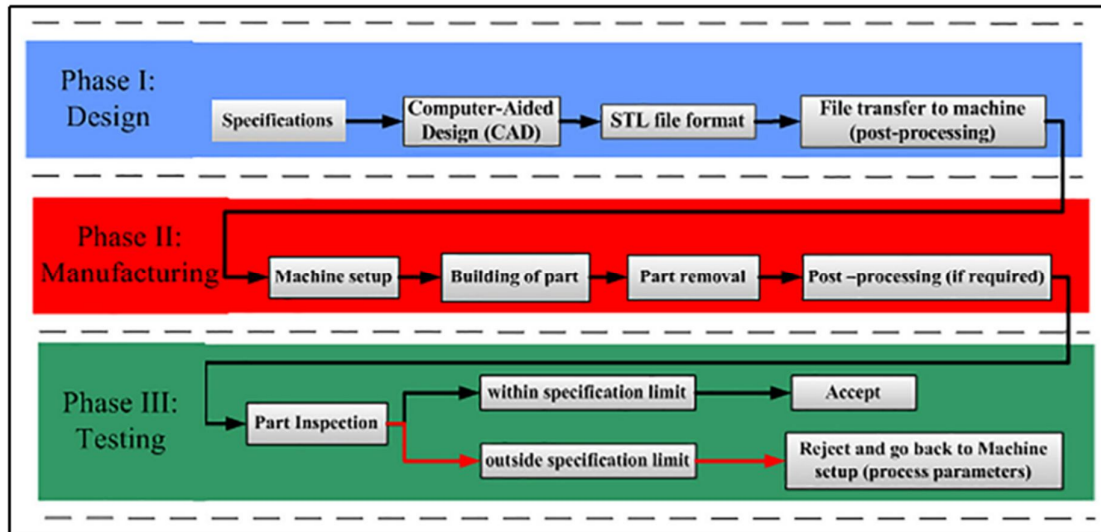 Phase I:
Design
Specifications
Computer-Aided
Design (CAD)
STL file format
File transfer to machine
(post-processing)
Phase II:
Manufacturing
Machine setup
Building of part
Part removal
Post –processing (if required)
Phase III:
Testing
Part Inspection
within specification limit
Accept
outside specification limit
Reject and go back to Machine
setup (process parameters)